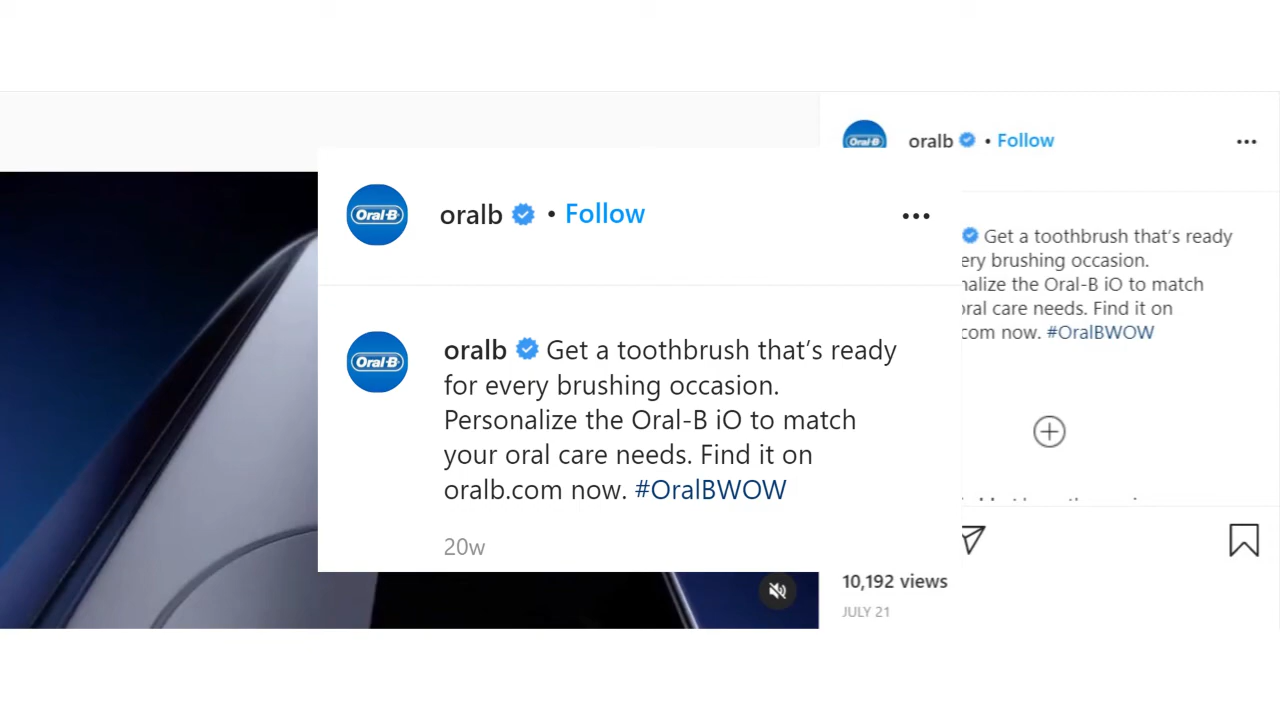 Oral-B oralb • Follow •••
Oral-B oralb • Follow •••
Oral-B oralb Get a toothbrush that's ready
for every brushing occasion.
Personalize the Oral-B iO to match
your oral care needs. Find it on
oralb.com now. #OralBWOW
20w
Get a toothbrush that's ready
ery brushing occasion.
nalize the Oral-B iO to match
oral care needs. Find it on
.com now. #OralBWOW
10,192 views
JULY 21